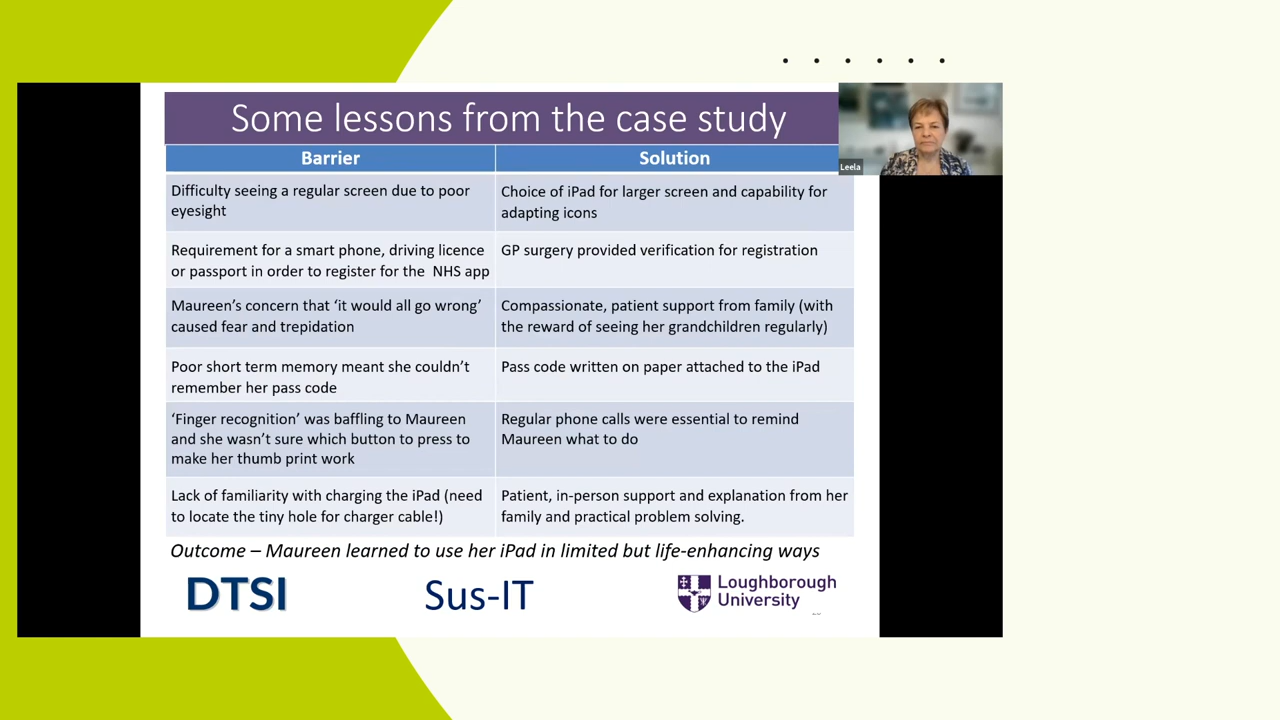 Some lessons from the case study
Leela
Barrier
Solution
Difficulty seeing a regular screen due to poor
eyesight
Choice of iPad for larger screen and capability for
adapting icons
Requirement for a smart phone, driving licence
or passport in order to register for the NHS app
GP surgery provided verification for registration
Maureen’s concern that ‘it would all go wrong’
caused fear and trepidation
Compassionate, patient support from family (with
the reward of seeing her grandchildren regularly)
Poor short term memory meant she couldn’t
remember her pass code
Pass code written on paper attached to the iPad
‘Finger recognition’ was baffling to Maureen
and she wasn’t sure which button to press to
make her thumb print work
Regular phone calls were essential to remind
Maureen what to do
Lack of familiarity with charging the iPad (need
to locate the tiny hole for charger cable!)
Patient, in-person support and explanation from her
family and practical problem solving.
Outcome – Maureen learned to use her iPad in limited but life-enhancing ways
DTSI
Sus-IT
Loughborough
University